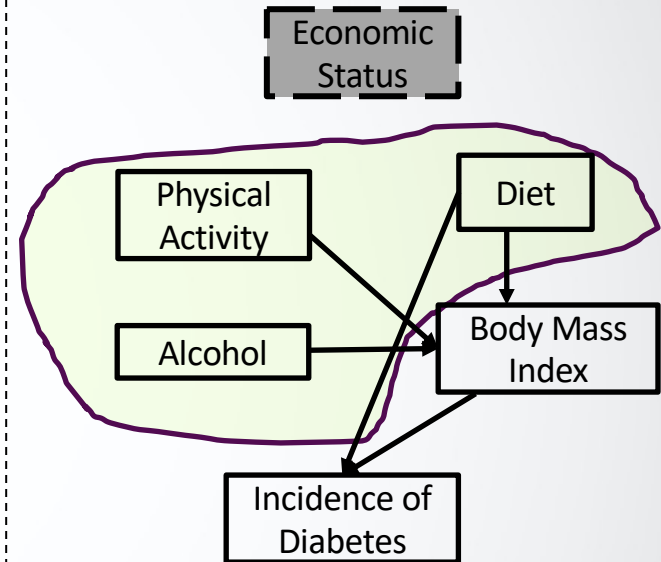 Economic
Status
Physical
Activity
Diet
Alcohol
Body Mass
Index
Incidence of
Diabetes